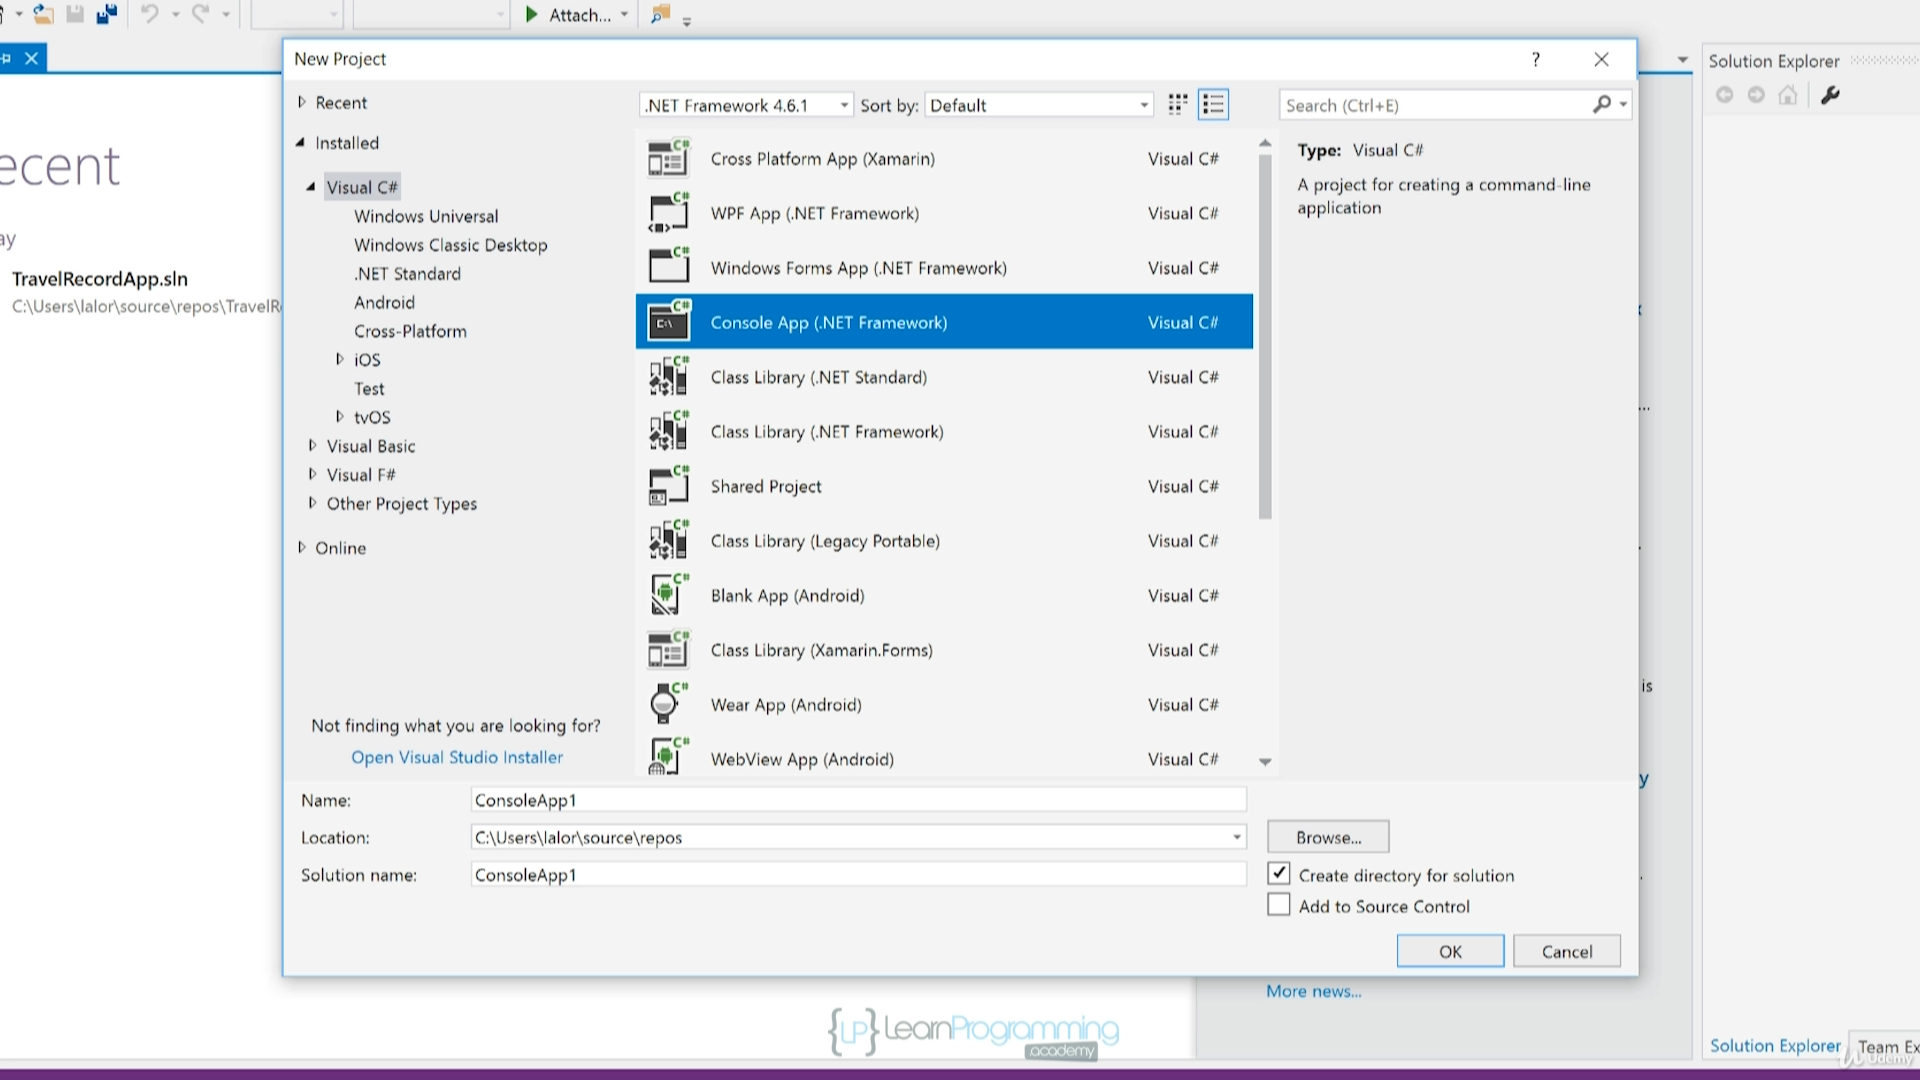 Attach...
New Project
?
Solution Explorer
Recent
.NET Framework 4.6.1
Sort by:
Default
Search (Ctrl+E)
Installed
ecent
Visual C#
Windows Universal
Windows Classic Desktop
.NET Standard
Android
Cross-Platform
iOS
Test
tvOS
Visual Basic
Visual F#
Other Project Types
Online
ay
TravelRecordApp.sln
C:\Users\lalor\source\repos\TravelR
Cross Platform App (Xamarin) Visual C#
WPF App (.NET Framework) Visual C#
Windows Forms App (.NET Framework) Visual C#
Console App (.NET Framework) Visual C#
Class Library (.NET Standard) Visual C#
Class Library (.NET Framework) Visual C#
Shared Project Visual C#
Class Library (Legacy Portable) Visual C#
Blank App (Android) Visual C#
Class Library (Xamarin.Forms) Visual C#
Wear App (Android) Visual C#
WebView App (Android) Visual C#
Type: Visual C#
A project for creating a command-line
application
...
is
y
Not finding what you are looking for?
Open Visual Studio Installer
Name: ConsoleApp1
Location: C:\Users\lalor\source\repos
Browse...
Solution name: ConsoleApp1
Create directory for solution
Add to Source Control
OK
Cancel
More news...
{LP} LearnProgramming
.academy
Solution Explorer
Team Ex
Udemy